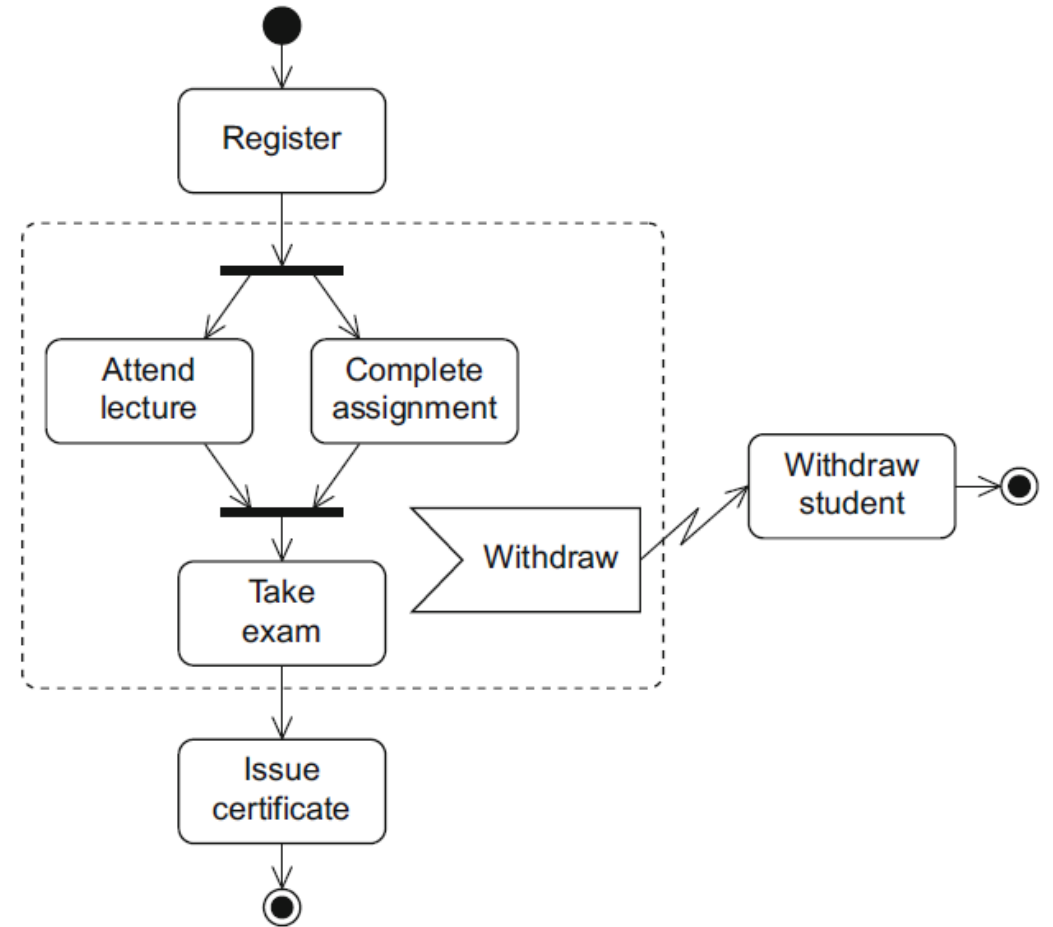 Register
Attend
lecture
Complete
assignment
Withdraw
student
Withdraw
Take
exam
Issue
certificate